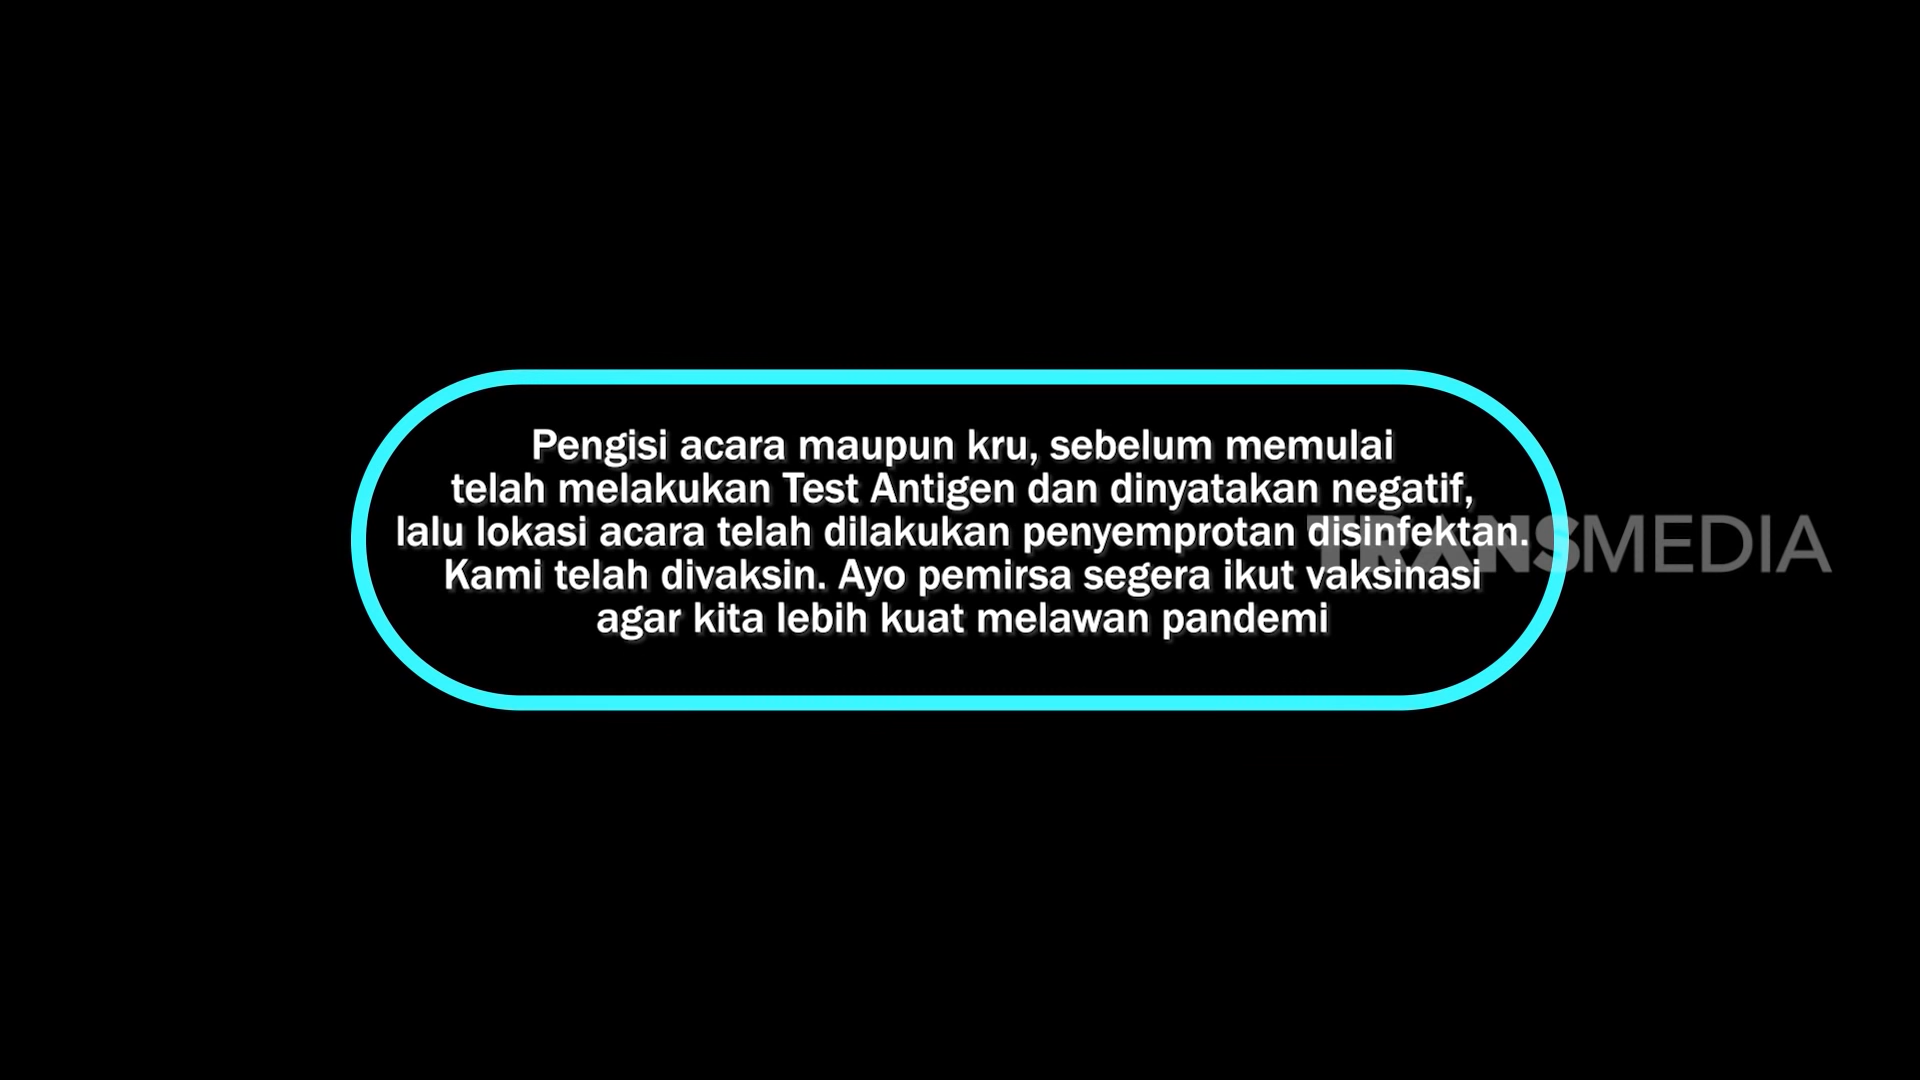 Pengisi acara maupun kru, sebelum memulai
telah melakukan Test Antigen dan dinyatakan negatif,
lalu lokasi acara telah dilakukan penyemprotan disinfektan.
TRANSMEDIA
Kami telah divaksin. Ayo pemirsa segera ikut vaksinasi
agar kita lebih kuat melawan pandemi